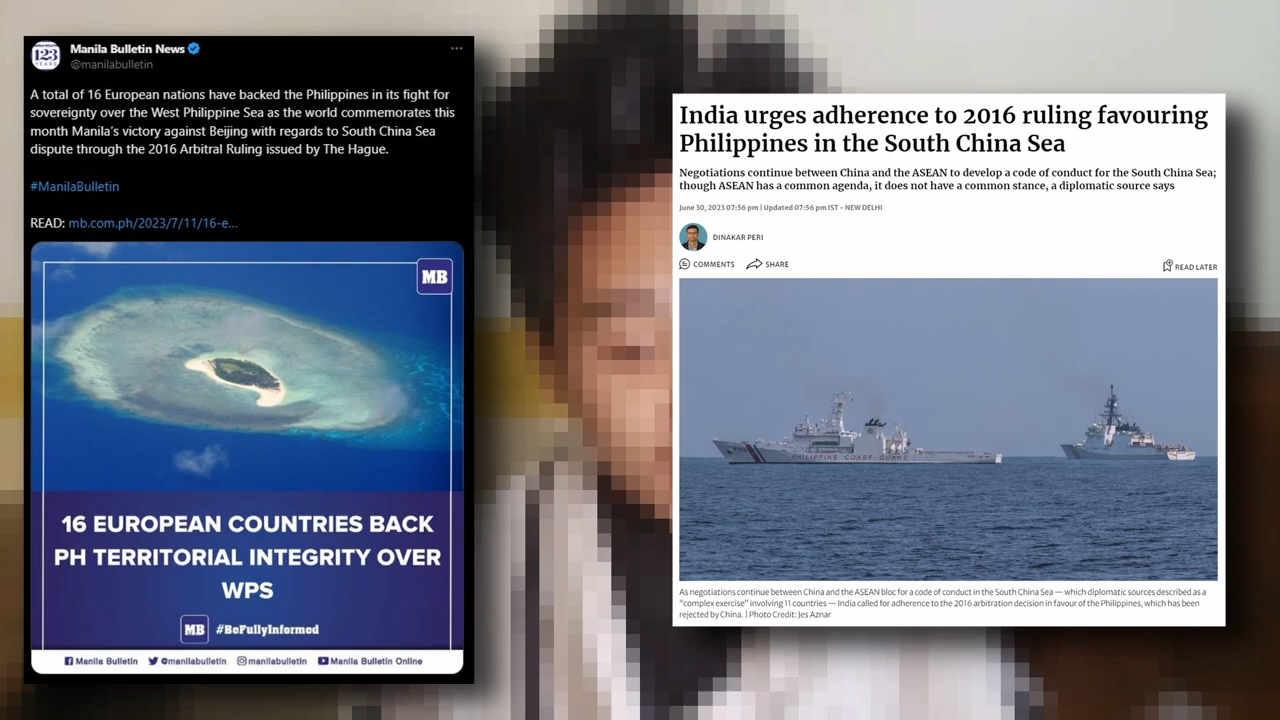 123
YEARS
Manila Bulletin News
@manilabulletin
A total of 16 European nations have backed the Philippines in its fight for
sovereignty over the West Philippine Sea as the world commemorates this
month Manila's victory against Beijing with regards to South China Sea
dispute through the 2016 Arbitral Ruling issued by The Hague.
#ManilaBulletin
READ: mb.com.ph/2023/7/11/16-e...
MB
16 EUROPEAN COUNTRIES BACK
PH TERRITORIAL INTEGRITY OVER
WPS
MB #BeFullyInformed
Manila Bulletin @manilabulletin manilabulletin Manila Bulletin Online
India urges adherence to 2016 ruling favouring
Philippines in the South China Sea
Negotiations continue between China and the ASEAN to develop a code of conduct for the South China Sea;
though ASEAN has a common agenda, it does not have a common stance, a diplomatic source says
June 30, 2023 07:56 pm | Updated 07:56 pm IST - NEW DELHI
DINAKAR PERI
COMMENTS SHARE READ LATER
PHILIPPINE COAST GUARD
As negotiations continue between China and the ASEAN bloc for a code of conduct in the South China Sea — which diplomatic sources described as a
"complex exercise" involving 11 countries — India called for adherence to the 2016 arbitration decision in favour of the Philippines, which has been
rejected by China. | Photo Credit: Jes Aznar